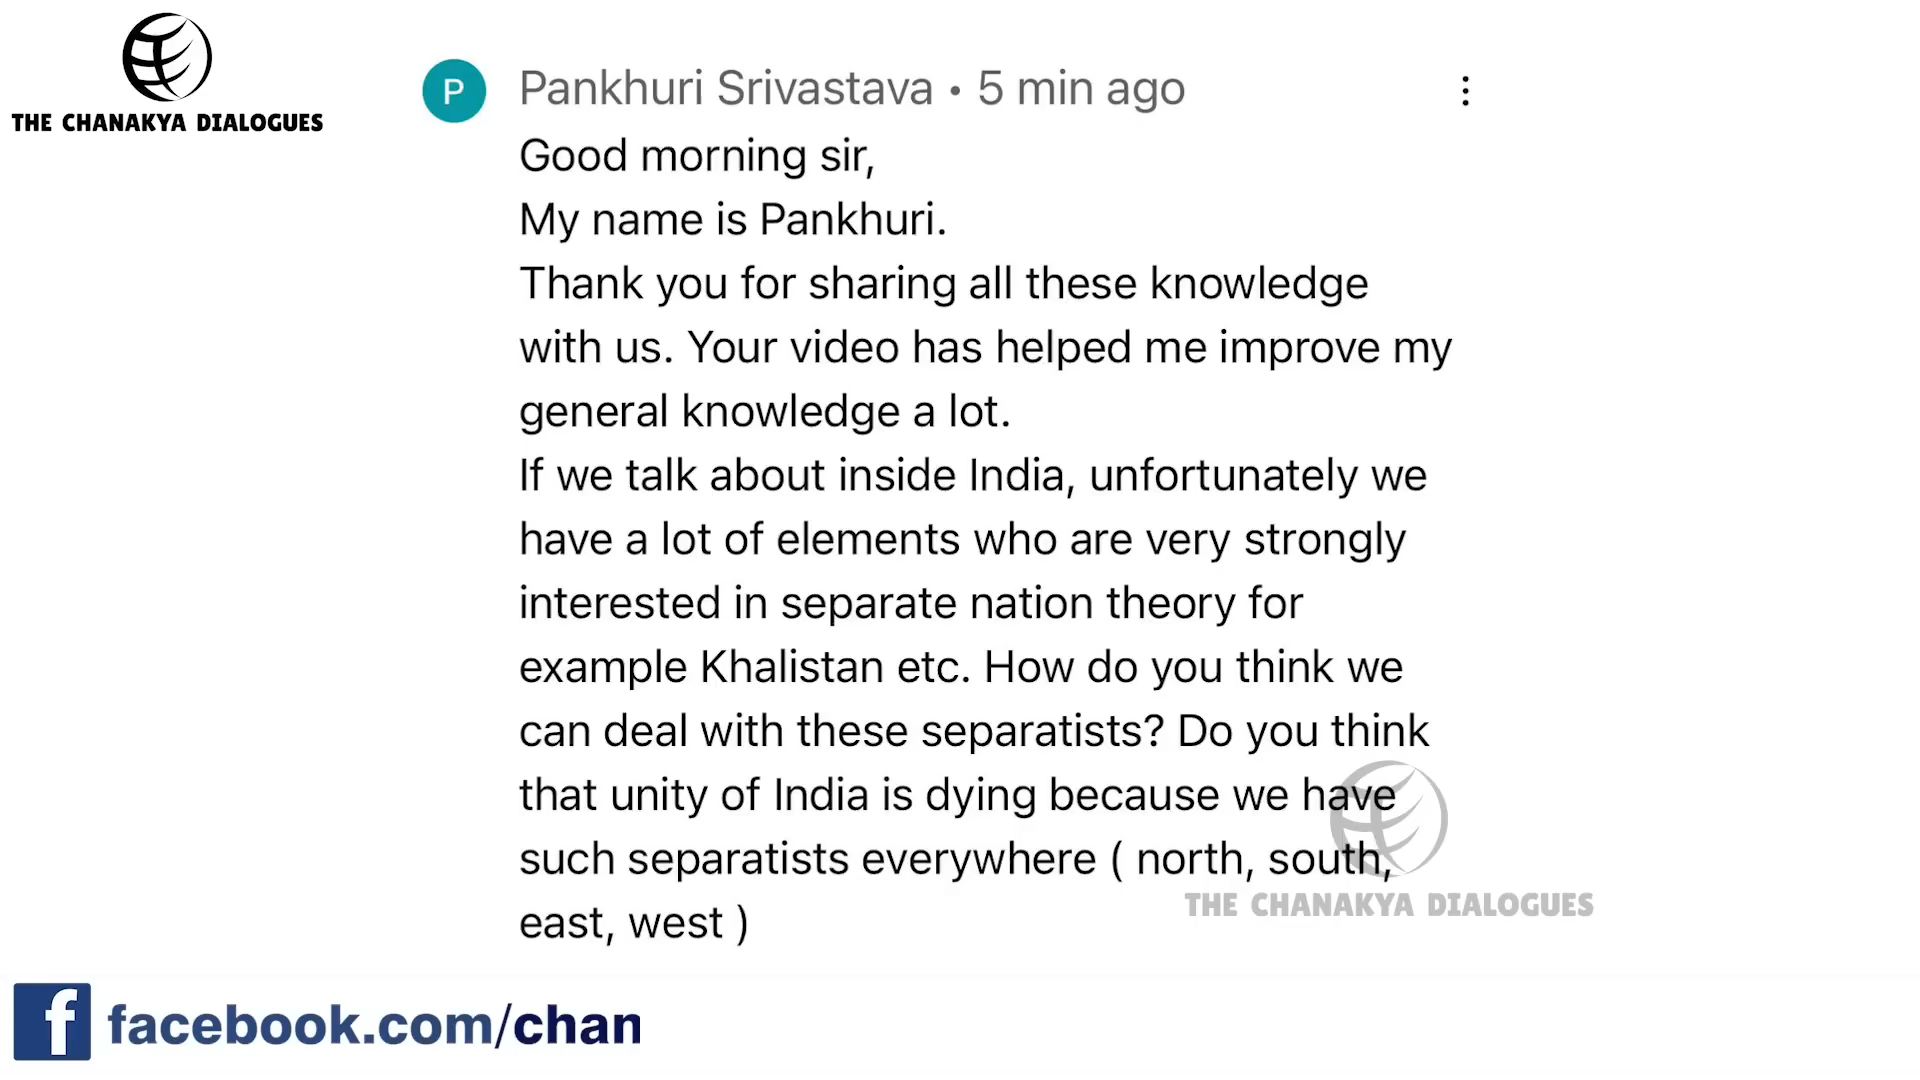 THE CHANAKYA DIALOGUES
P
Pankhuri Srivastava • 5 min ago
Good morning sir,
My name is Pankhuri.
Thank you for sharing all these knowledge
with us. Your video has helped me improve my
general knowledge a lot.
If we talk about inside India, unfortunately we
have a lot of elements who are very strongly
interested in separate nation theory for
example Khalistan etc. How do you think we
can deal with these separatists? Do you think
that unity of India is dying because we have
such separatists everywhere ( north, south,
east, west )
THE CHANAKYA DIALOGUES
f facebook.com/chan